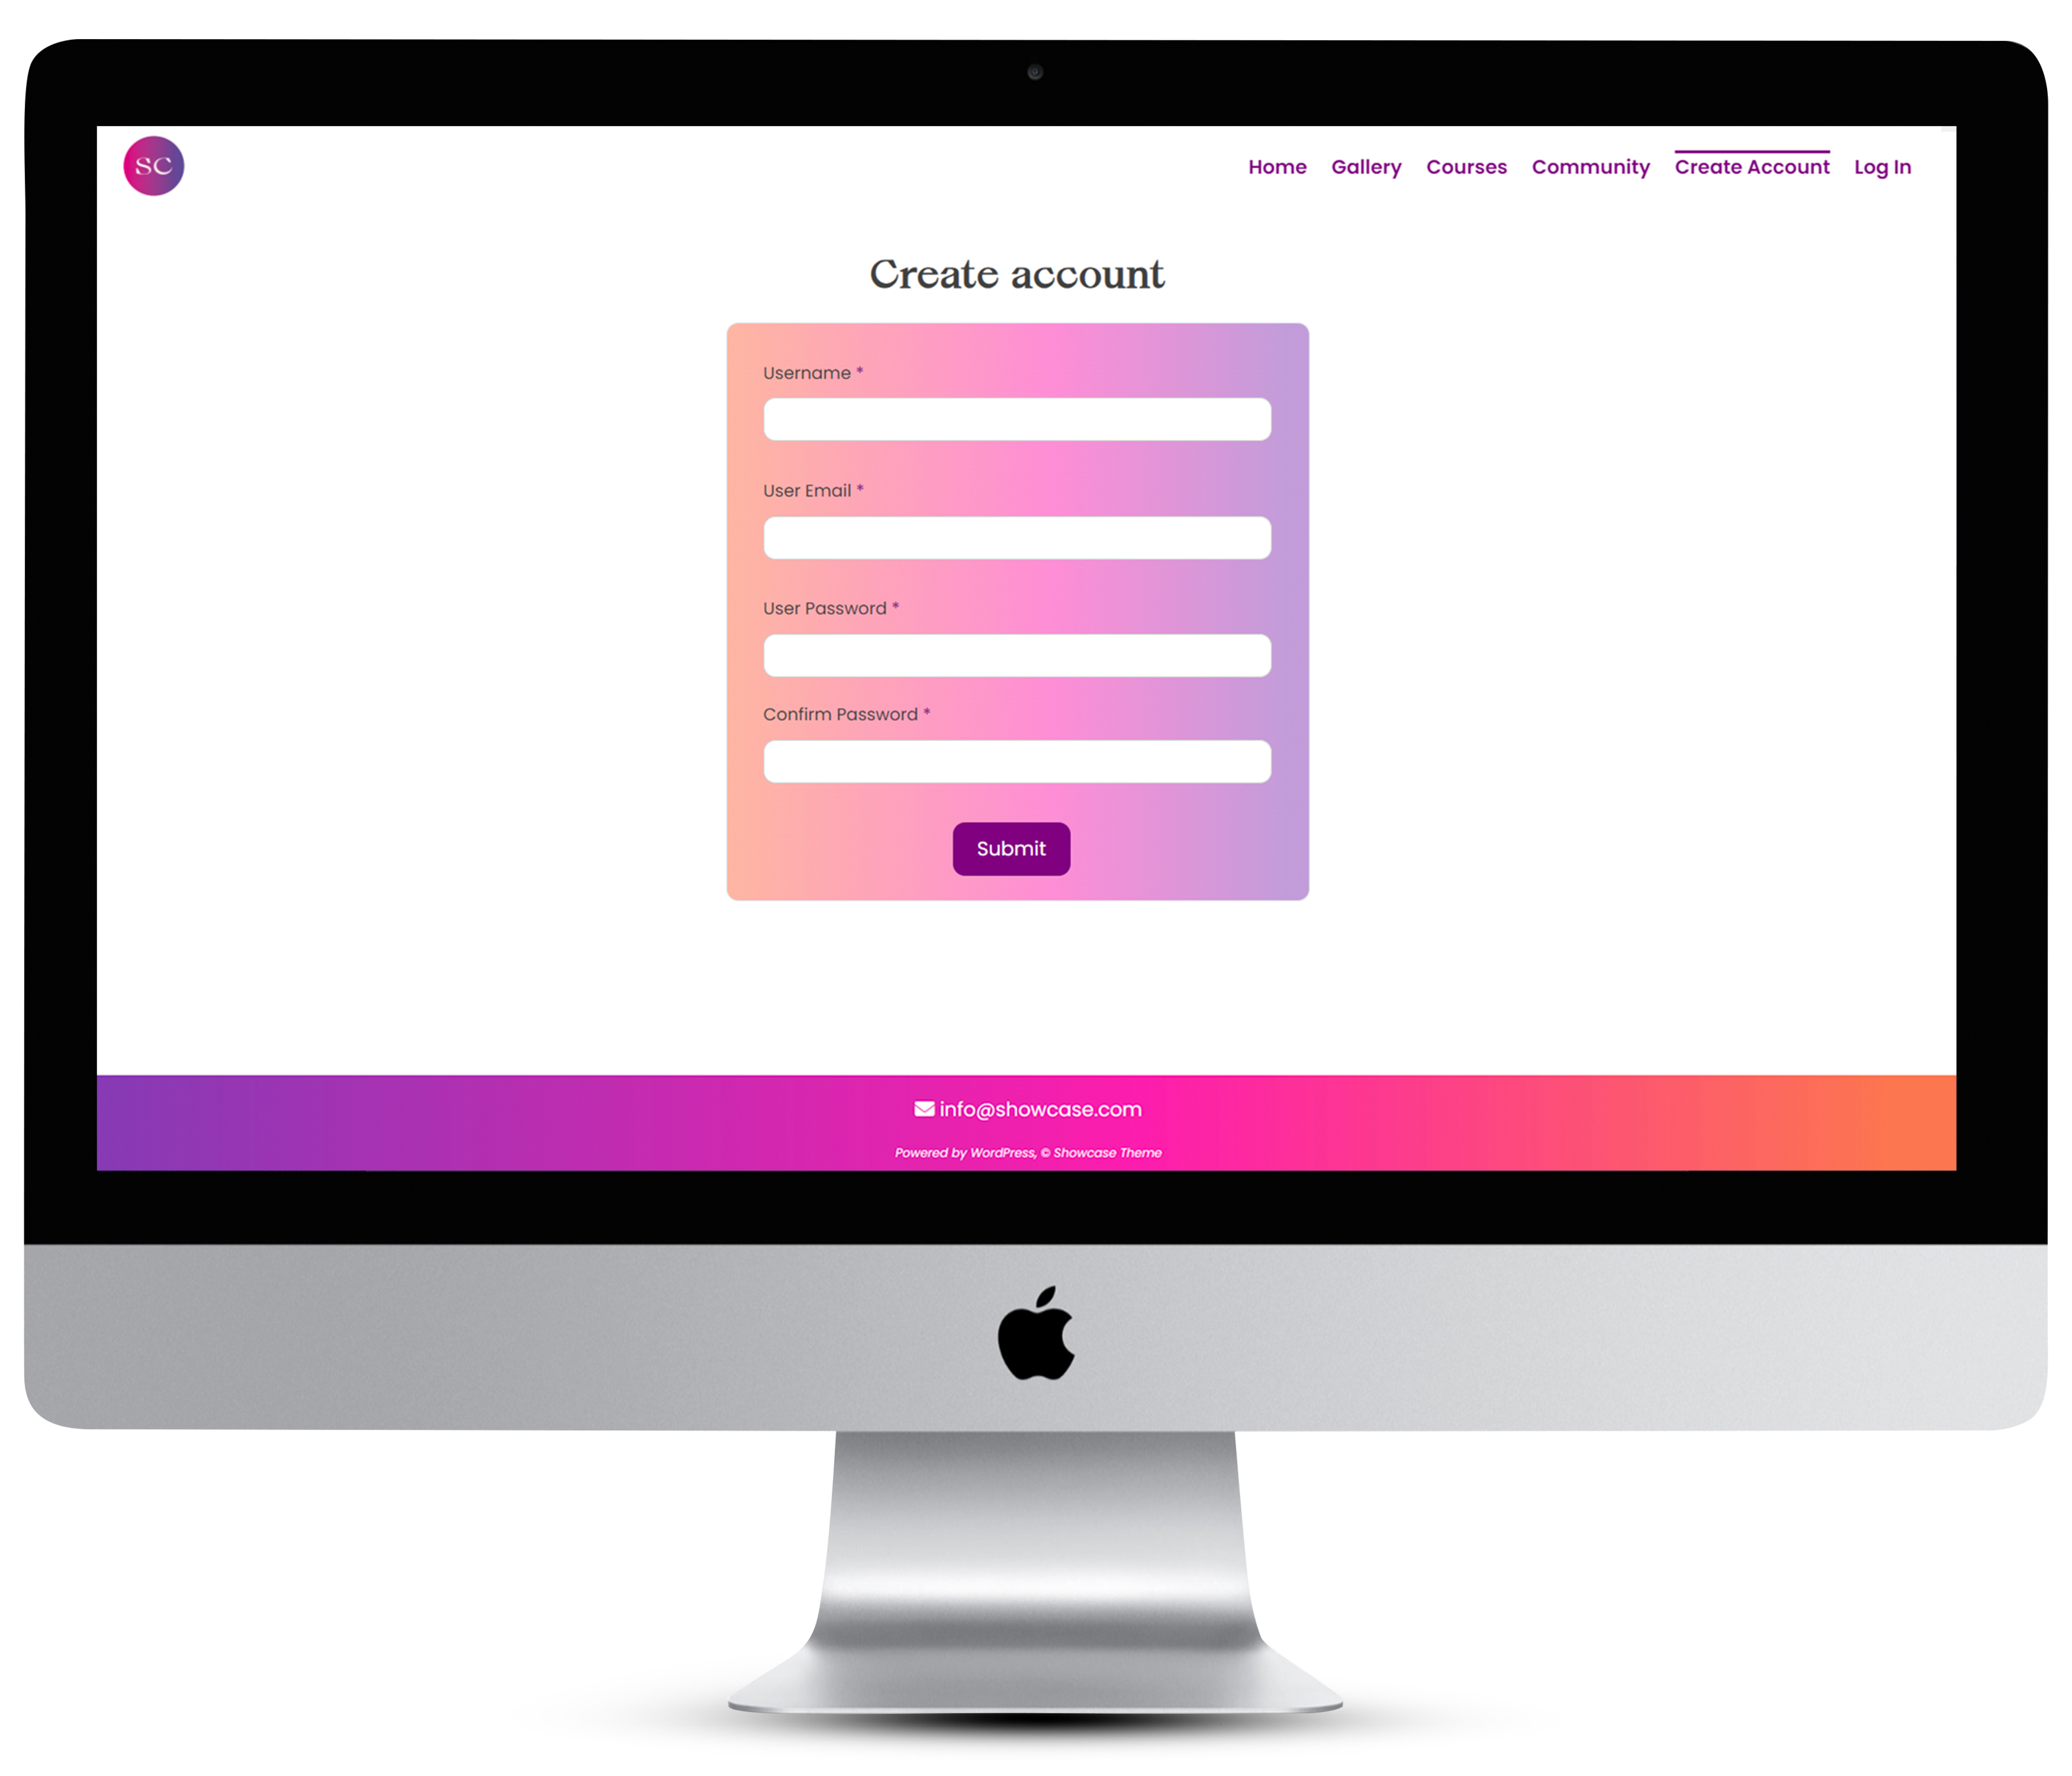 SC
Home Gallery Courses Community Create Account Log In
Create account
Username *
User Email *
User Password *
Confirm Password *
Submit
info@showcase.com
Powered by WordPress, © Showcase Theme